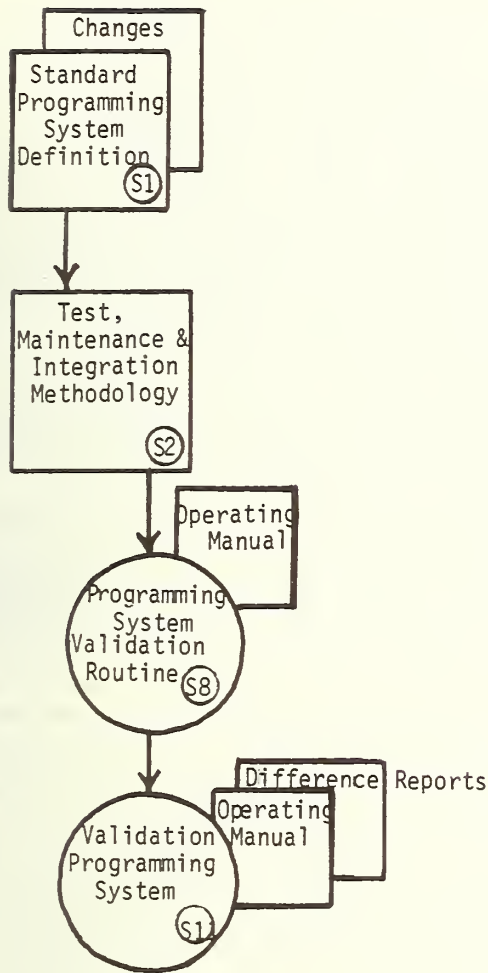 Changes
Standard
Programming
System
Definition
S1
Test,
Maintenance &
Integration
Methodology
S2
Operating
Manual
Programming
System
Validation
Routine
S8
Difference Reports
Operating
Manual
Validation
Programming
System
S11